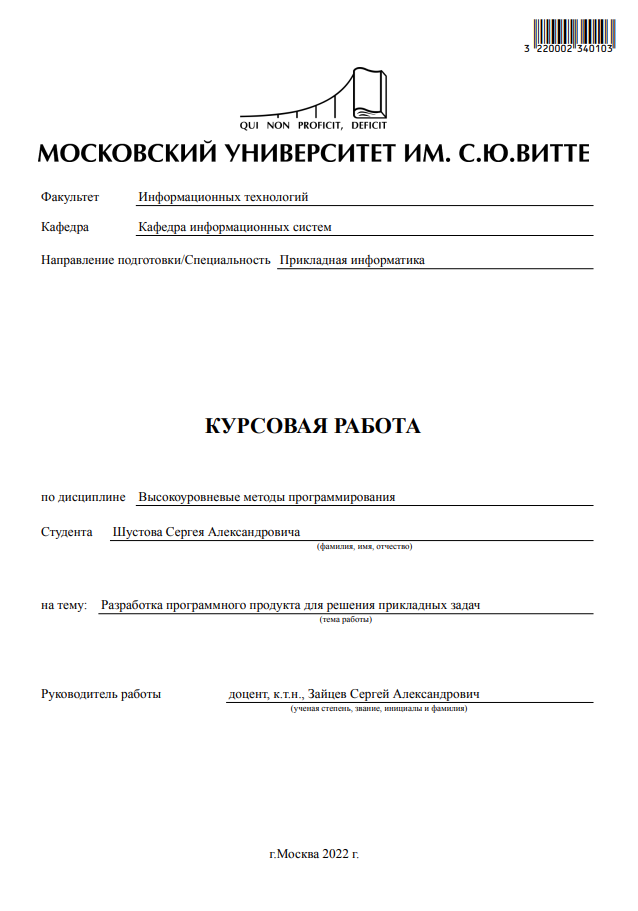 3 220002 340103
QUI NON PROFICIT, DEFICIT
МОСКОВСКИЙ УНИВЕРСИТЕТ ИМ. С.Ю.ВИТТЕ
Факультет Информационных технологий
Кафедра Кафедра информационных систем
Направление подготовки/Специальность Прикладная информатика
КУРСОВАЯ РАБОТА
по дисциплине Высокоуровневые методы программирования
Студента Шустова Сергея Александровича
(фамилия, имя, отчество)
на тему: Разработка программного продукта для решения прикладных задач
(тема работы)
Руководитель работы доцент, к.т.н., Зайцев Сергей Александрович
(ученая степень, звание, инициалы и фамилия)
г.Москва 2022 г.